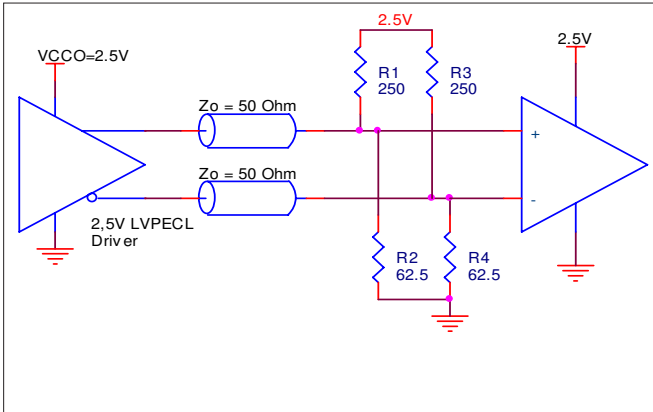 2.5V
VCCO=2.5V
2.5V
R1
250
R3
250
Zo = 50 Ohm
+
Zo = 50 Ohm
-
2,5V LVPECL
Driver
R2
62.5
R4
62.5